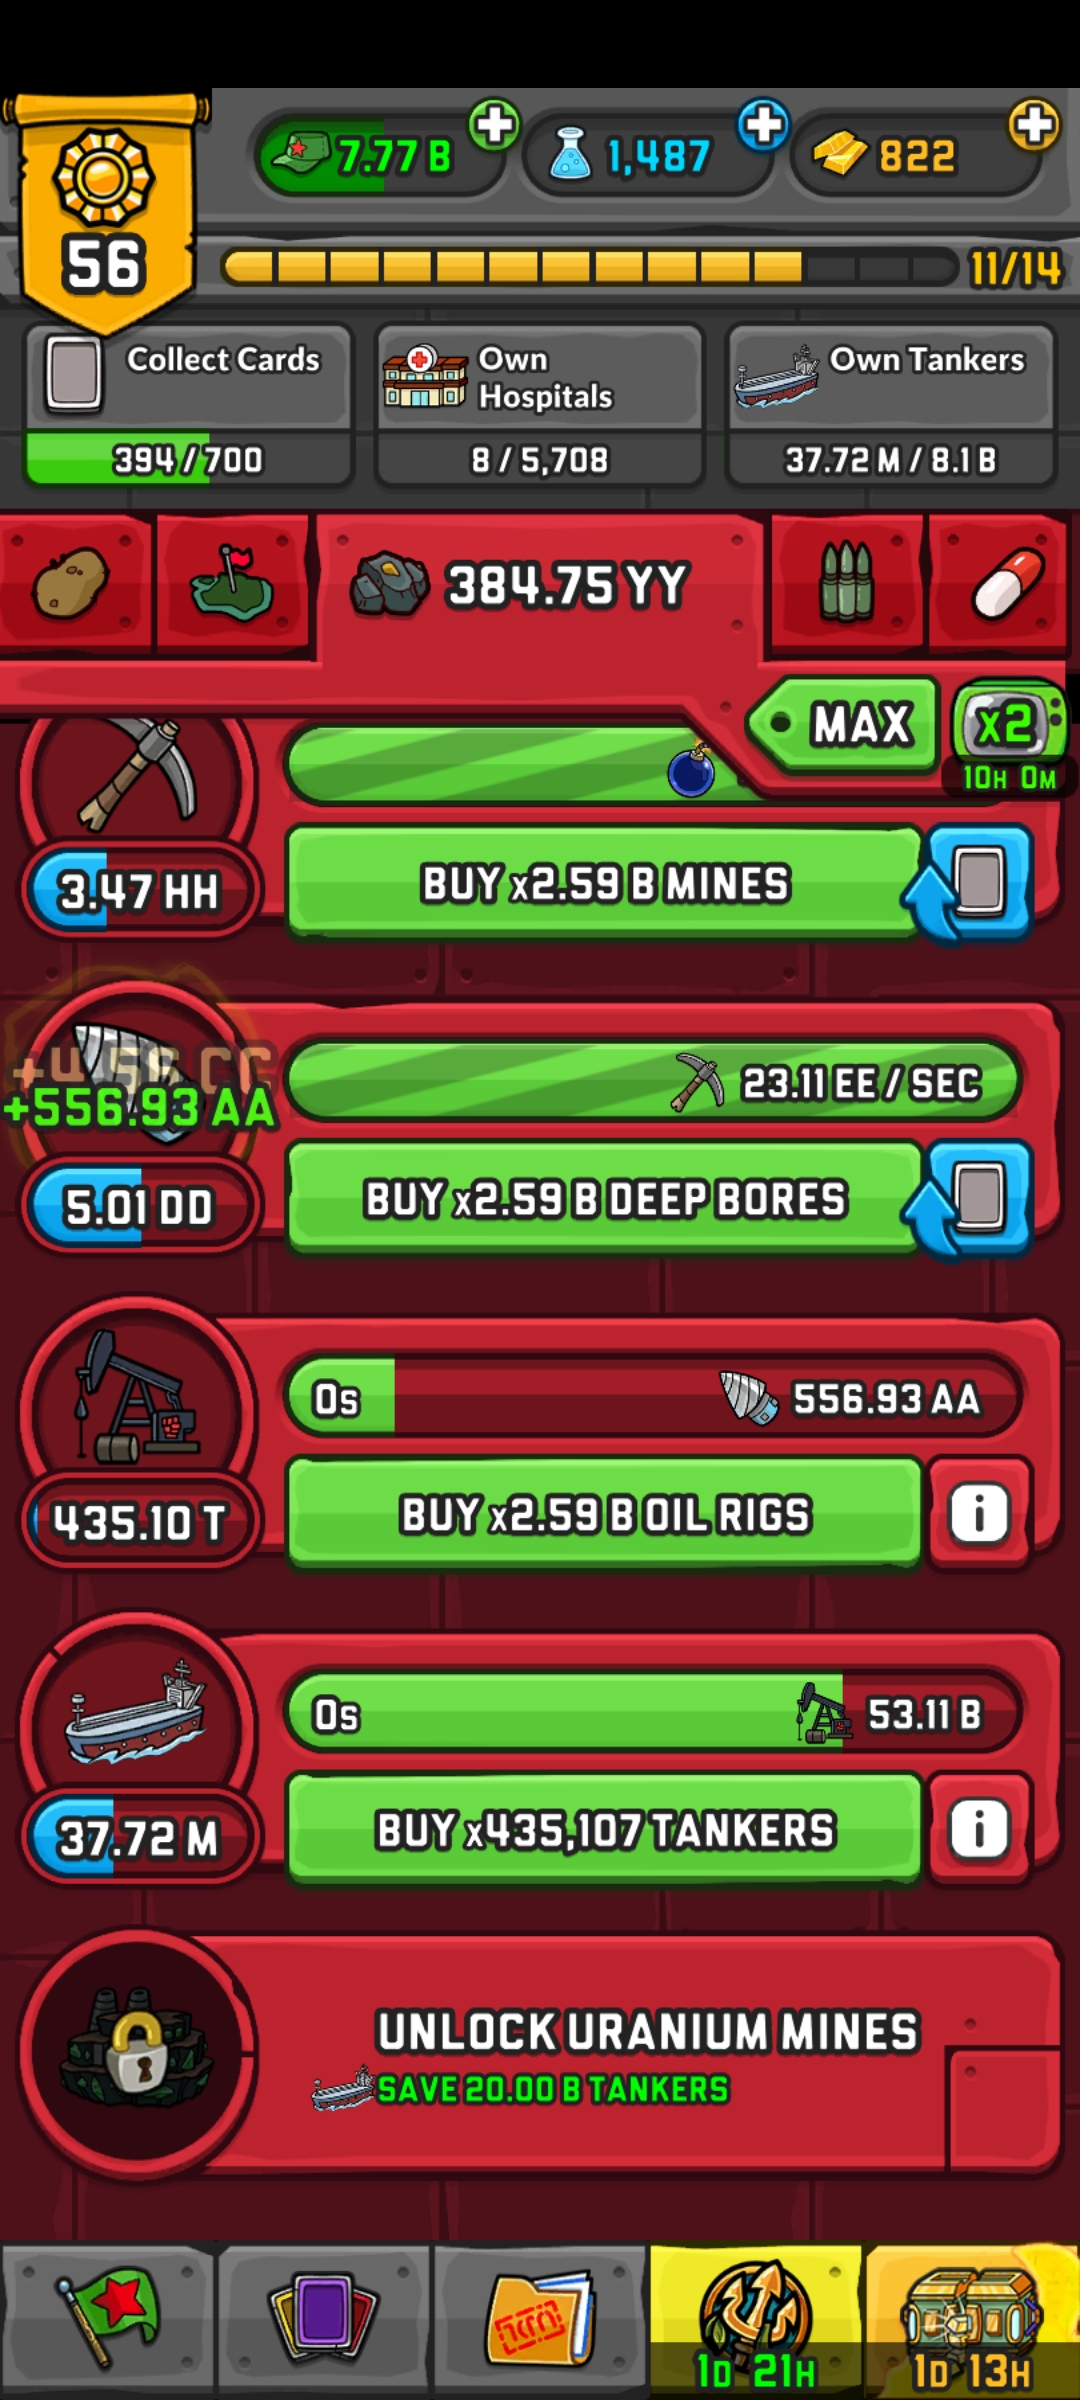 56
7.77 B
1,487
822
11/14
Collect Cards
394 / 700
Own
Hospitals
8 / 5,708
Own Tankers
37.72 M / 8.1 B
384.75 YY
MAX
x2
10H 0M
3.47 HH
BUY x2.59 B MINES
+556.93 AA
23.11 EE / SEC
5.01 DD
BUY x2.59 B DEEP BORES
0s
556.93 AA
435.10 T
BUY x2.59 B OIL RIGS
i
0s
53.11 B
37.72 M
BUY x435,107 TANKERS
i
UNLOCK URANIUM MINES
SAVE 20.00 B TANKERS
1D 21H
1D 13H